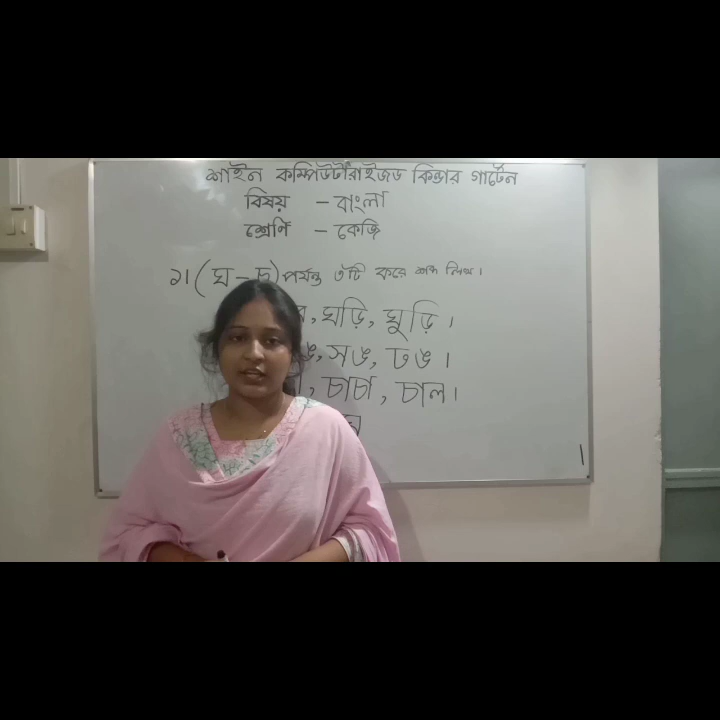 শাইন কম্পিউটারাইজড কিন্ডার গার্টেন
বিষয় - বাংলা
শ্রেণি - কেজি
১। (ঘ - চ) পর্যন্ত ৩টি করে শব্দ লিখ।
, ঘড়ি, ঘুড়ি।
ঙ, সঙ, ঢঙ।
, চাচা, চাল।